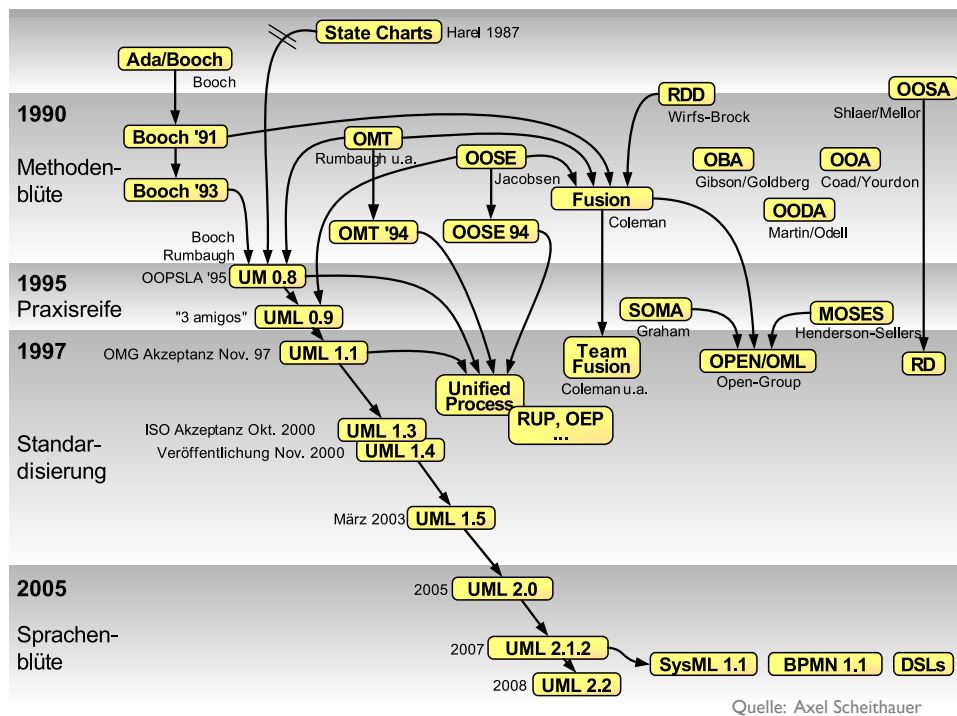 State Charts Harel 1987
Ada/Booch
Booch
OOSA
Shlaer/Mellor
RDD
Wirfs-Brock
1990
Methoden-
blüte
Booch '91
OMT
Rumbaugh u.a.
OOSE
Jacobsen
OBA
Gibson/Goldberg
OOA
Coad/Yourdon
Booch '93
Fusion
Coleman
OODA
Martin/Odell
OMT '94
OOSE 94
Booch
Rumbaugh
OOPSLA '95 UM 0.8
1995
Praxisreife
"3 amigos" UML 0.9
SOMA
Graham
MOSES
Henderson-Sellers
1997
OMG Akzeptanz Nov. 97 UML 1.1
Team
Fusion
Coleman u.a.
OPEN/OML
Open-Group
RD
Unified
Process
RUP, OEP
...
Standar-
disierung
ISO Akzeptanz Okt. 2000 UML 1.3
Veröffentlichung Nov. 2000 UML 1.4
März 2003 UML 1.5
2005
Sprachen-
blüte
2005 UML 2.0
2007 UML 2.1.2
SysML 1.1 BPMN 1.1 DSLs
2008 UML 2.2
Quelle: Axel Scheithauer